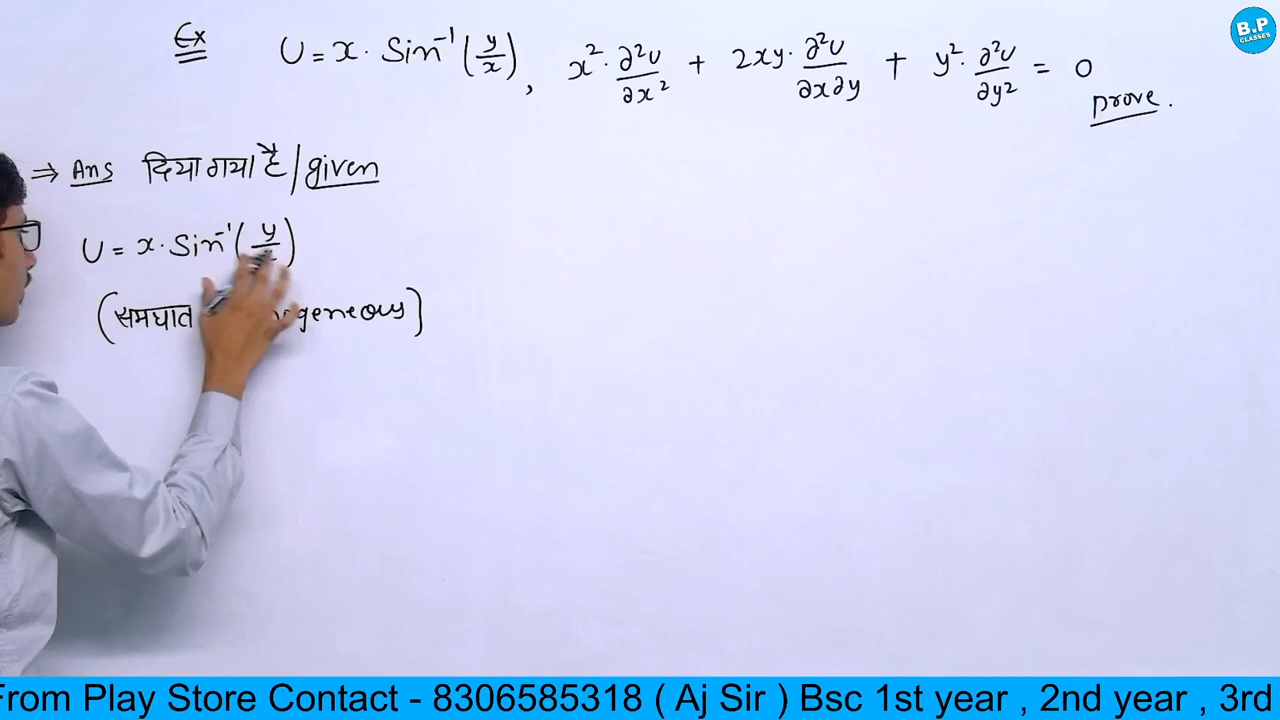 Ex U = x · Sin⁻¹ (y/x), x² · ∂²U/∂x² + 2xy · ∂²U/∂x∂y + y² · ∂²U/∂y² = 0
prove.
⇒ Ans दिया गया है / given
U = x · Sin⁻¹ (y/
(समघात
B.P
CLASSES
From Play Store Contact - 8306585318 ( Aj Sir ) Bsc 1st year , 2nd year , 3rd